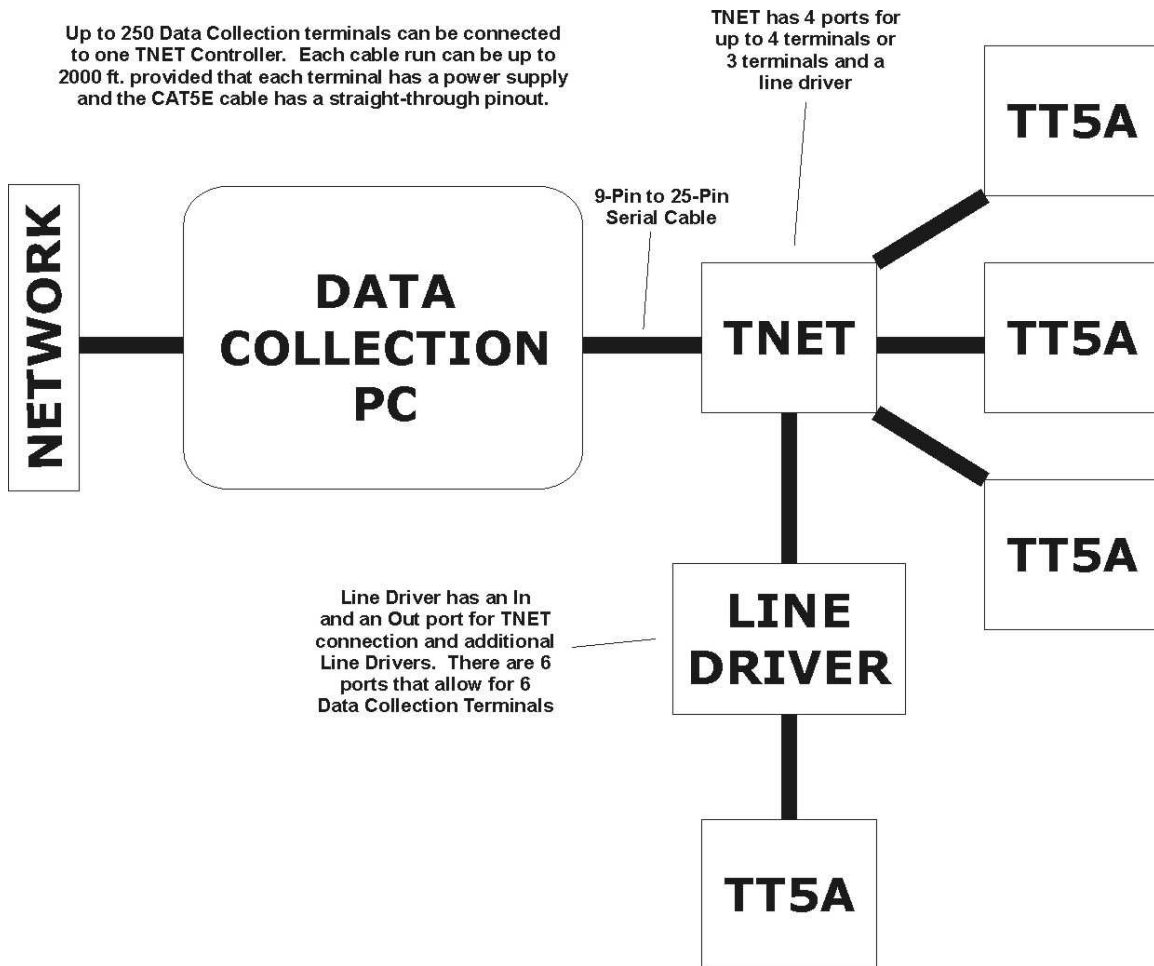 Up to 250 Data Collection terminals can be connected
to one TNET Controller. Each cable run can be up to
2000 ft. provided that each terminal has a power supply
and the CAT5E cable has a straight-through pinout.
TNET has 4 ports for
up to 4 terminals or
3 terminals and a
line driver
TT5A
9-Pin to 25-Pin
Serial Cable
NETWORK
DATA
COLLECTION
PC
TNET
TT5A
TT5A
Line Driver has an In
and an Out port for TNET
connection and additional
Line Drivers. There are 6
ports that allow for 6
Data Collection Terminals
LINE
DRIVER
TT5A